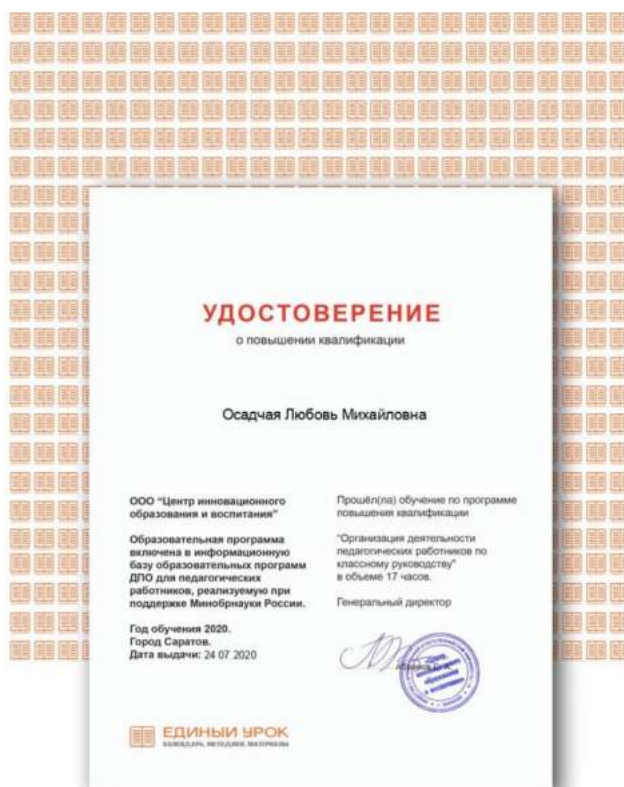 УДОСТОВЕРЕНИЕ
о повышении квалификации
Осадчая Любовь Михайловна
ООО "Центр инновационного
образования и воспитания"
Образовательная программа
включена в информационную
базу образовательных программ
ДПО для педагогических
работников, реализуемую при
поддержке Минобрнауки России.
Год обучения 2020.
Город Саратов.
Дата выдачи: 24 07 2020
Прошёл(ла) обучение по программе
повышения квалификации
"Организация деятельности
педагогических работников по
классному руководству"
в объеме 17 часов.
Генеральный директор
ЕДИНЫЙ УРОК
КАЛЕНДАРЬ, МЕТОДИКИ, МАТЕРИАЛЫ